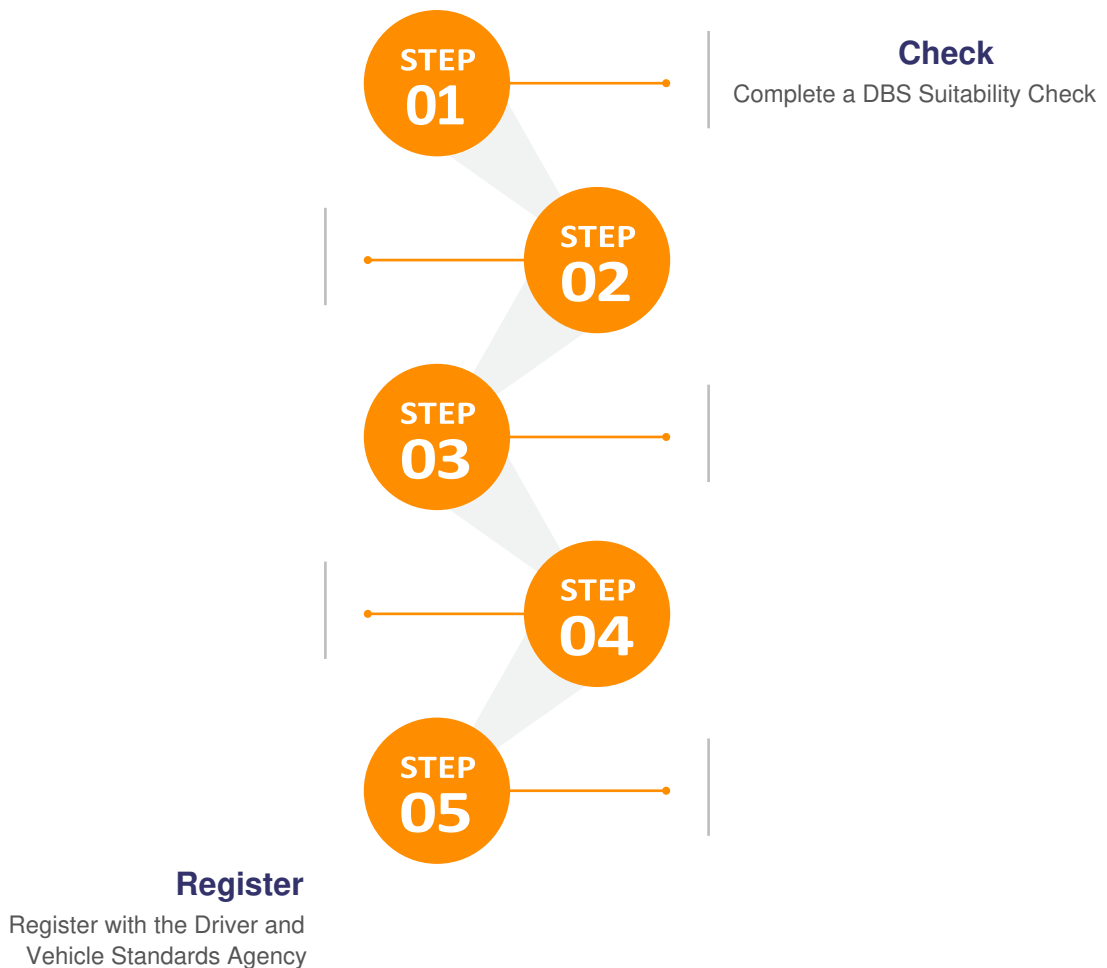 STEP
01
Check
Complete a DBS Suitability Check
STEP
02
STEP
03
STEP
04
STEP
05
Register
Register with the Driver and
Vehicle Standards Agency